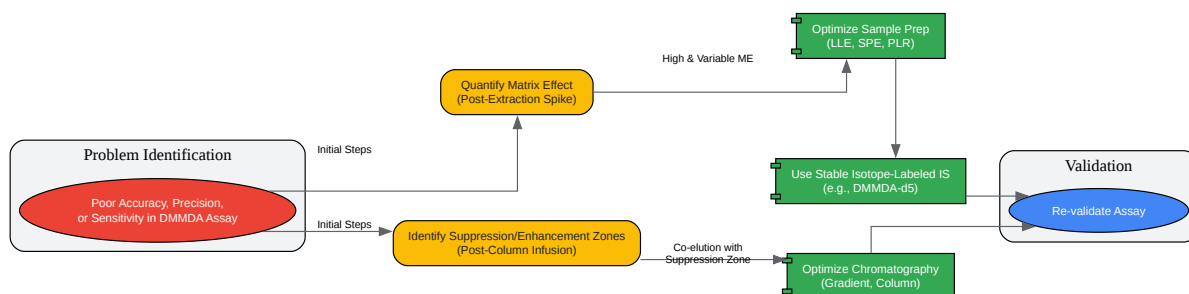 Problem Identification
Poor Accuracy, Precision,
or Sensitivity in DMMDA Assay
Initial Steps
Initial Steps
Quantify Matrix Effect
(Post-Extraction Spike)
Identify Suppression/Enhancement Zones
(Post-Column Infusion)
High & Variable ME
Co-elution with
Suppression Zone
Optimize Sample Prep
(LLE, SPE, PLR)
Use Stable Isotope-Labeled IS
(e.g., DMMDA-d5)
Optimize Chromatography
(Gradient, Column)
Validation
Re-validate Assay